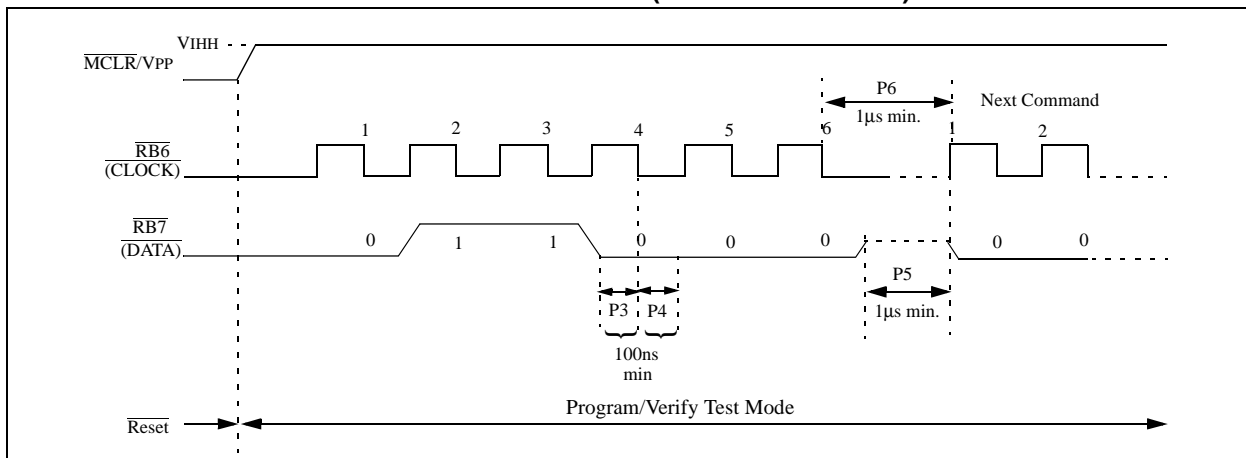 VIHH
MCLR/VPP
P6
Next Command
1µs min.
1 2 3 4 5 6 1 2
RB6
(CLOCK)
RB7
(DATA)
0 1 1 0 0 0 0 0
P5
P3 P4
1µs min.
100ns
min
Program/Verify Test Mode
Reset